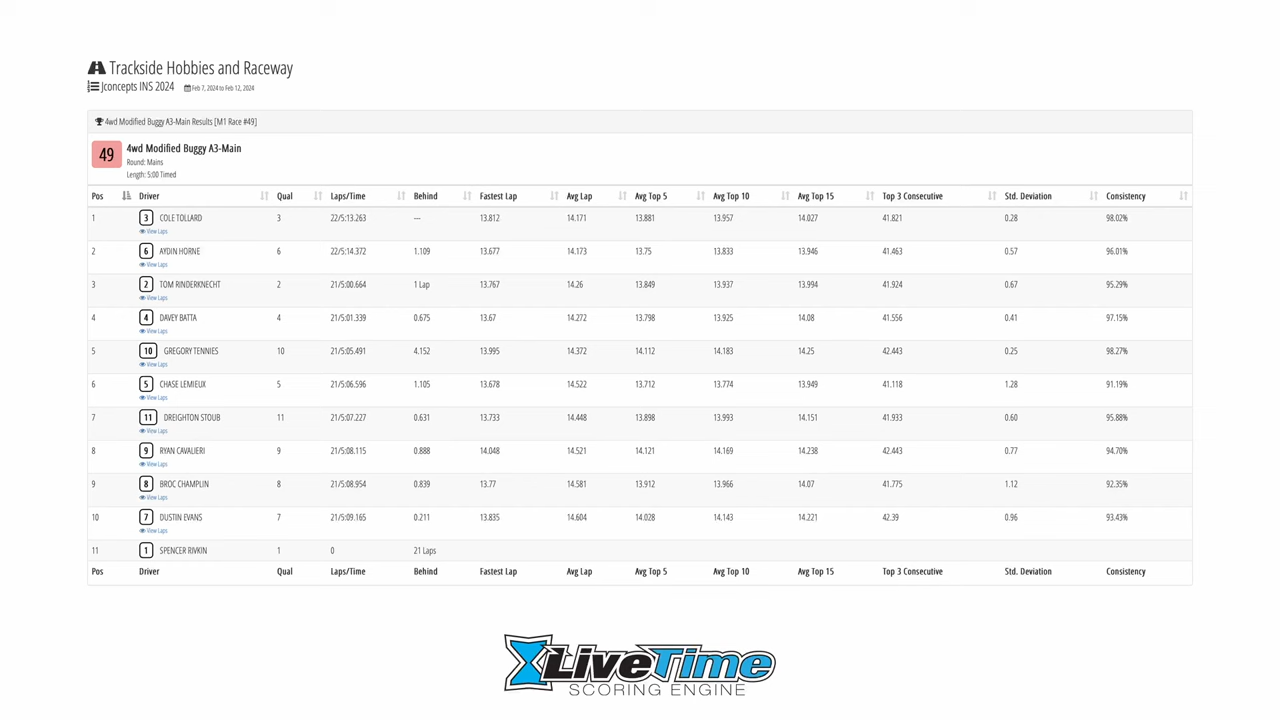 Trackside Hobbies and Raceway
Jconcepts INS 2024 Feb 7, 2024 to Feb 12, 2024
4wd Modified Buggy A3-Main Results [M1 Race #49]
49 4wd Modified Buggy A3-Main
Round: Mains
Length: 5:00 Timed
Pos Driver Qual Laps/Time Behind Fastest Lap Avg Lap Avg Top 5 Avg Top 10 Avg Top 15 Top 3 Consecutive Std. Deviation Consistency
1 3 COLE TOLLARD 3 22/5:13.263 — 13.812 14.171 13.881 13.957 14.027 41.821 0.28 98.02%
View Laps
2 6 AYDIN HORNE 6 22/5:14.372 1.109 13.677 14.173 13.75 13.833 13.946 41.463 0.57 96.01%
View Laps
3 2 TOM RINDERKNECHT 2 21/5:00.664 1 Lap 13.767 14.26 13.849 13.937 13.994 41.924 0.67 95.29%
View Laps
4 4 DAVEY BATTA 4 21/5:01.339 0.675 13.67 14.272 13.798 13.925 14.08 41.556 0.41 97.15%
View Laps
5 10 GREGORY TENNIES 10 21/5:05.491 4.152 13.995 14.372 14.112 14.183 14.25 42.443 0.25 98.27%
View Laps
6 5 CHASE LEMIEUX 5 21/5:06.596 1.105 13.678 14.522 13.712 13.774 13.949 41.118 1.28 91.19%
View Laps
7 11 DREIGHTON STOUB 11 21/5:07.227 0.631 13.733 14.448 13.898 13.993 14.151 41.933 0.60 95.88%
View Laps
8 9 RYAN CAVALIERI 9 21/5:08.115 0.888 14.048 14.521 14.121 14.169 14.238 42.443 0.77 94.70%
View Laps
9 8 BROC CHAMPLIN 8 21/5:08.954 0.839 13.77 14.581 13.912 13.966 14.07 41.775 1.12 92.35%
View Laps
10 7 DUSTIN EVANS 7 21/5:09.165 0.211 13.835 14.604 14.028 14.143 14.221 42.39 0.96 93.43%
View Laps
11 1 SPENCER RIVKIN 1 0 21 Laps
Pos Driver Qual Laps/Time Behind Fastest Lap Avg Lap Avg Top 5 Avg Top 10 Avg Top 15 Top 3 Consecutive Std. Deviation Consistency
LiveTime
SCORING ENGINE